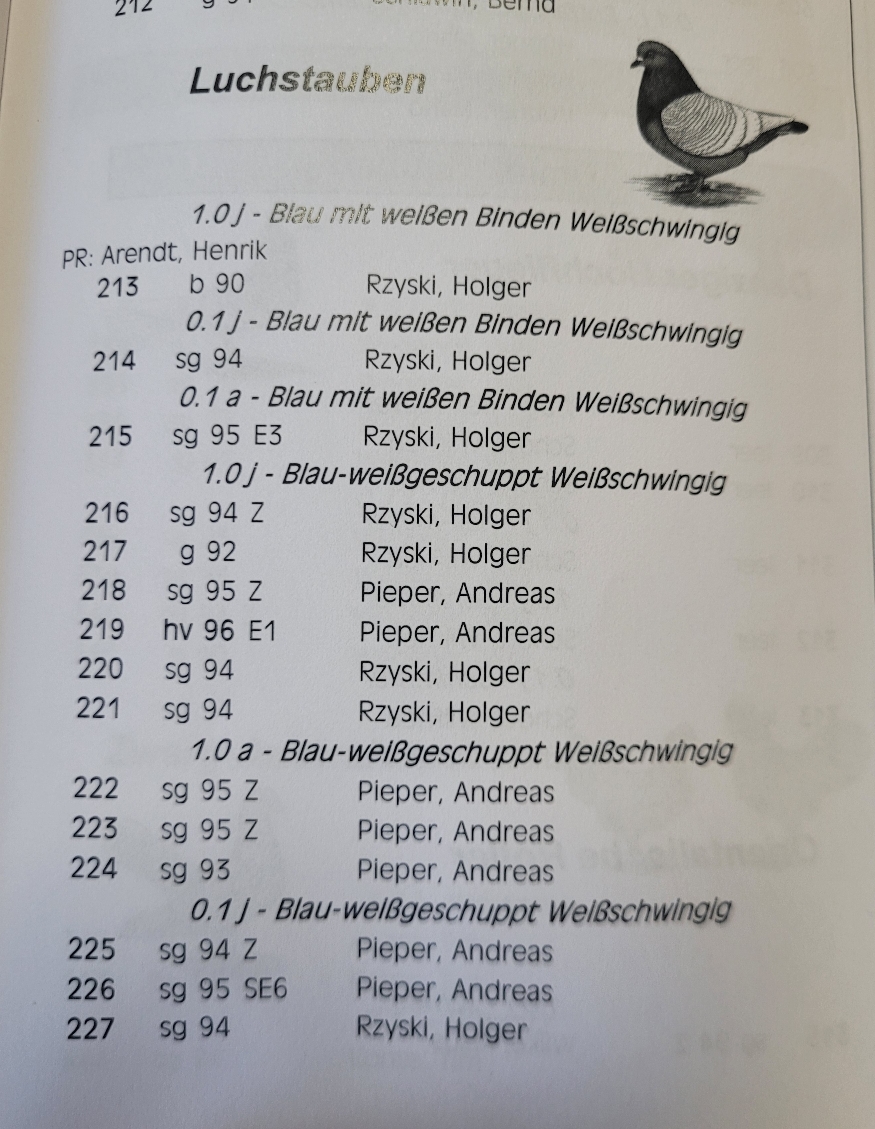 212
Luchstauben
1.0 j - Blau mit weißen Binden Weißschwingig
PR: Arendt, Henrik
213 b 90 Rzyski, Holger
0.1 j - Blau mit weißen Binden Weißschwingig
214 sg 94 Rzyski, Holger
0.1 a - Blau mit weißen Binden Weißschwingig
215 sg 95 E3 Rzyski, Holger
1.0 j - Blau-weißgeschuppt Weißschwingig
216 sg 94 Z Rzyski, Holger
217 g 92 Rzyski, Holger
218 sg 95 Z Pieper, Andreas
219 hv 96 E1 Pieper, Andreas
220 sg 94 Rzyski, Holger
221 sg 94 Rzyski, Holger
1.0 a - Blau-weißgeschuppt Weißschwingig
222 sg 95 Z Pieper, Andreas
223 sg 95 Z Pieper, Andreas
224 sg 93 Pieper, Andreas
0.1 j - Blau-weißgeschuppt Weißschwingig
225 sg 94 Z Pieper, Andreas
226 sg 95 SE6 Pieper, Andreas
227 sg 94 Rzyski, Holger